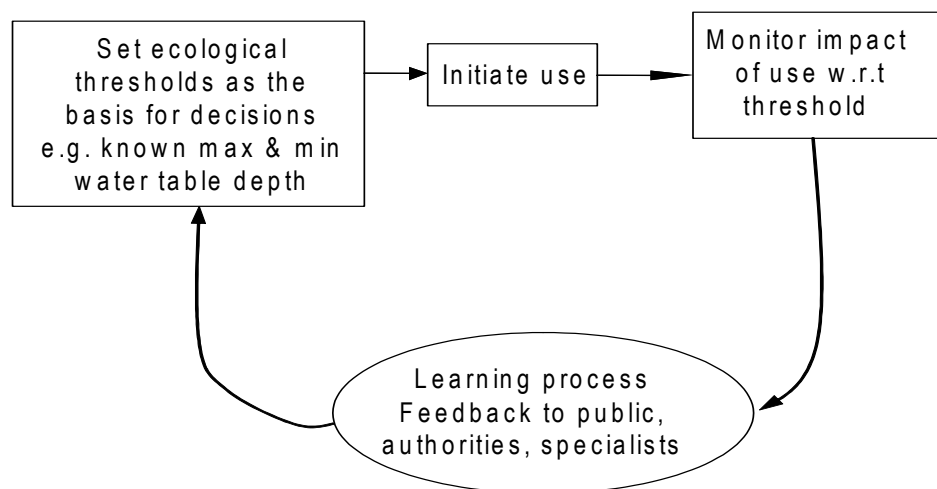 Set ecological
thresholds as the
basis for decisions
e.g. known max & min
water table depth
Initiate use
Monitor impact
of use w.r.t
threshold
Learning process
Feedback to public,
authorities, specialists